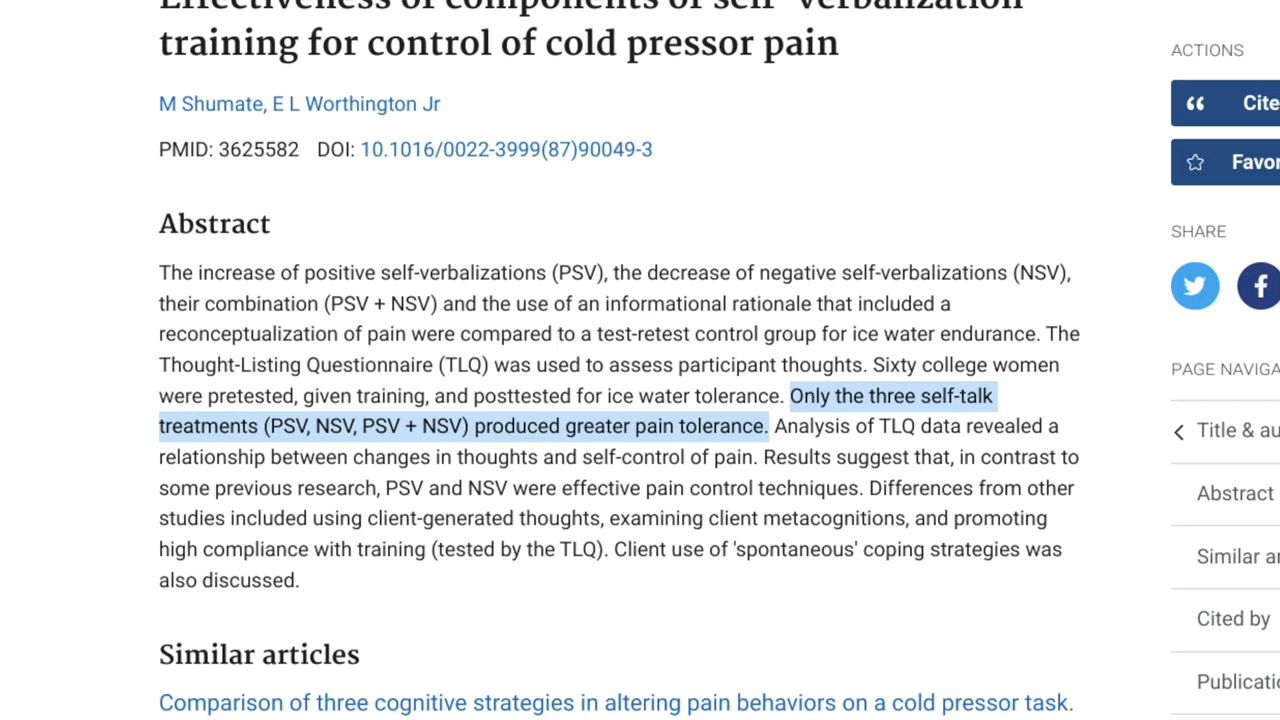 Effectiveness of components of self- verbalization
training for control of cold pressor pain
M Shumate, E L Worthington Jr
PMID: 3625582 DOI: 10.1016/0022-3999(87)90049-3
Abstract
The increase of positive self-verbalizations (PSV), the decrease of negative self-verbalizations (NSV),
their combination (PSV + NSV) and the use of an informational rationale that included a
reconceptualization of pain were compared to a test-retest control group for ice water endurance. The
Thought-Listing Questionnaire (TLQ) was used to assess participant thoughts. Sixty college women
were pretested, given training, and posttested for ice water tolerance. Only the three self-talk
treatments (PSV, NSV, PSV + NSV) produced greater pain tolerance. Analysis of TLQ data revealed a
relationship between changes in thoughts and self-control of pain. Results suggest that, in contrast to
some previous research, PSV and NSV were effective pain control techniques. Differences from other
studies included using client-generated thoughts, examining client metacognitions, and promoting
high compliance with training (tested by the TLQ). Client use of 'spontaneous' coping strategies was
also discussed.
Similar articles
Comparison of three cognitive strategies in altering pain behaviors on a cold pressor task.
ACTIONS
Cite
Favor
SHARE
PAGE NAVIGA
Title & au
Abstract
Similar ar
Cited by
Publicatio